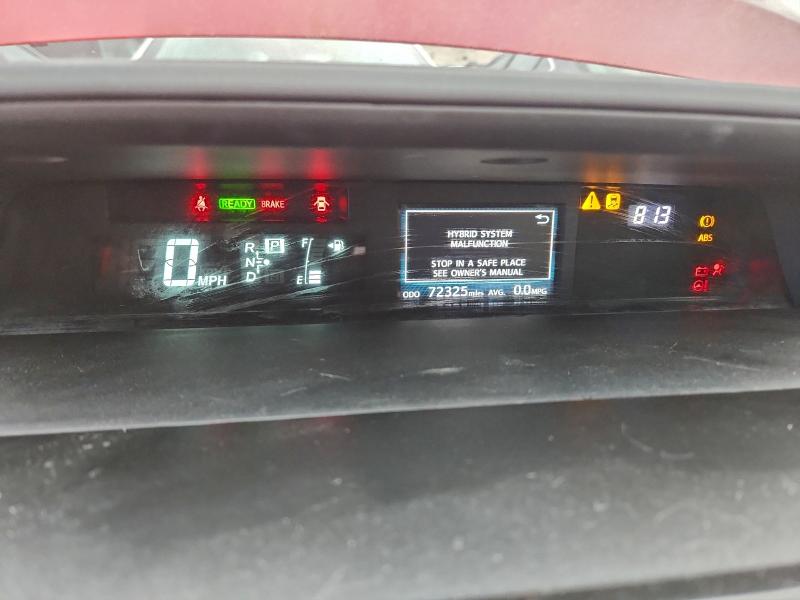 READY BRAKE
0 MPH
R
N
D
P
F
E
HYBRID SYSTEM
MALFUNCTION
STOP IN A SAFE PLACE
SEE OWNER'S MANUAL
ODO 72325 miles AVG. 0.0 MPG
813
ABS